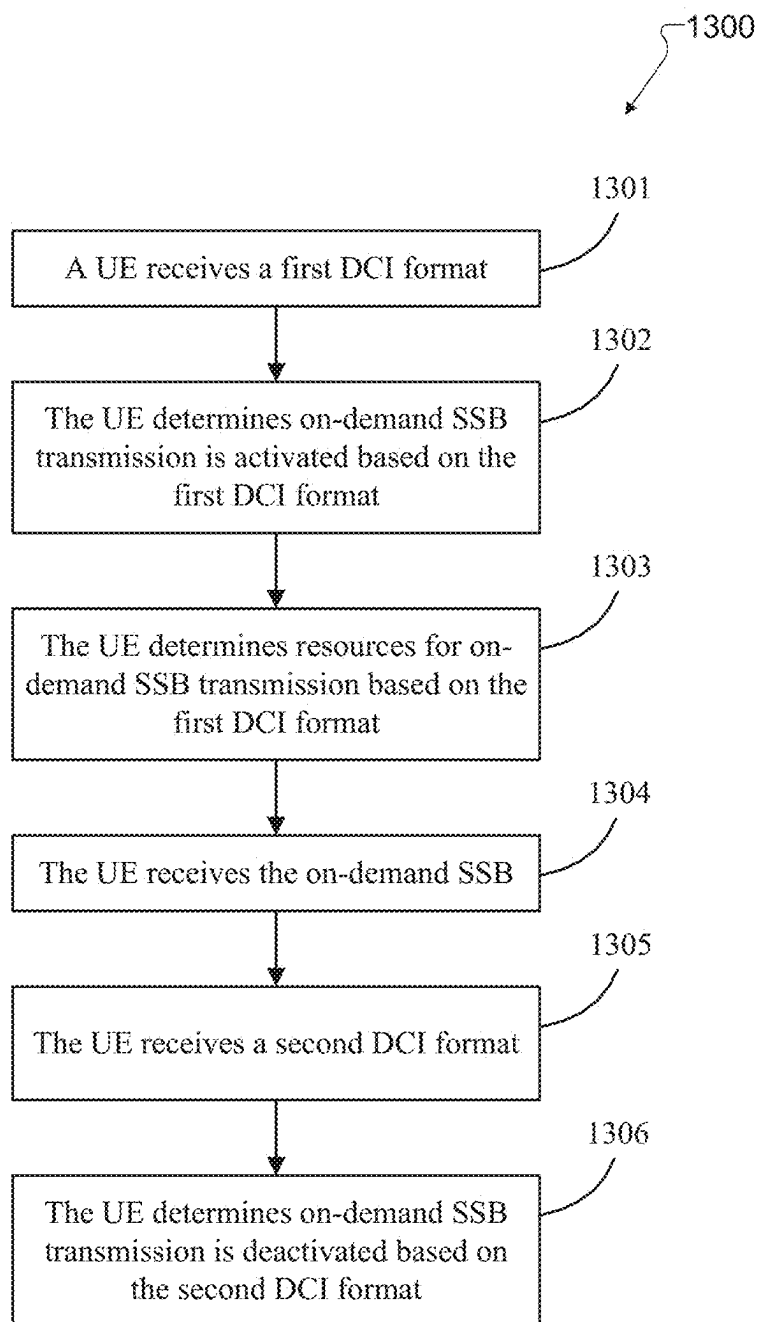 1300
1301
A UE receives a first DCI format
1302
The UE determines on-demand SSB
transmission is activated based on the
first DCI format
1303
The UE determines resources for on-
demand SSB transmission based on the
first DCI format
1304
The UE receives the on-demand SSB
1305
The UE receives a second DCI format
1306
The UE determines on-demand SSB
transmission is deactivated based on
the second DCI format